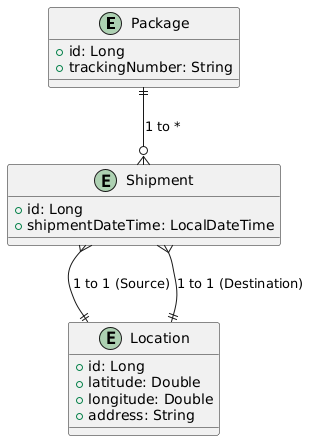 E Package
id: Long
trackingNumber: String
1 to *
E Shipment
id: Long
shipmentDateTime: LocalDateTime
1 to 1 (Source)
1 to 1 (Destination)
E Location
id: Long
latitude: Double
longitude: Double
address: String